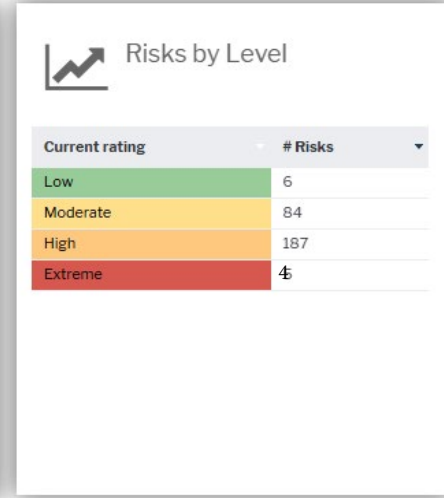 Risks by Level
Current rating # Risks
Low 6
Moderate 84
High 187
Extreme